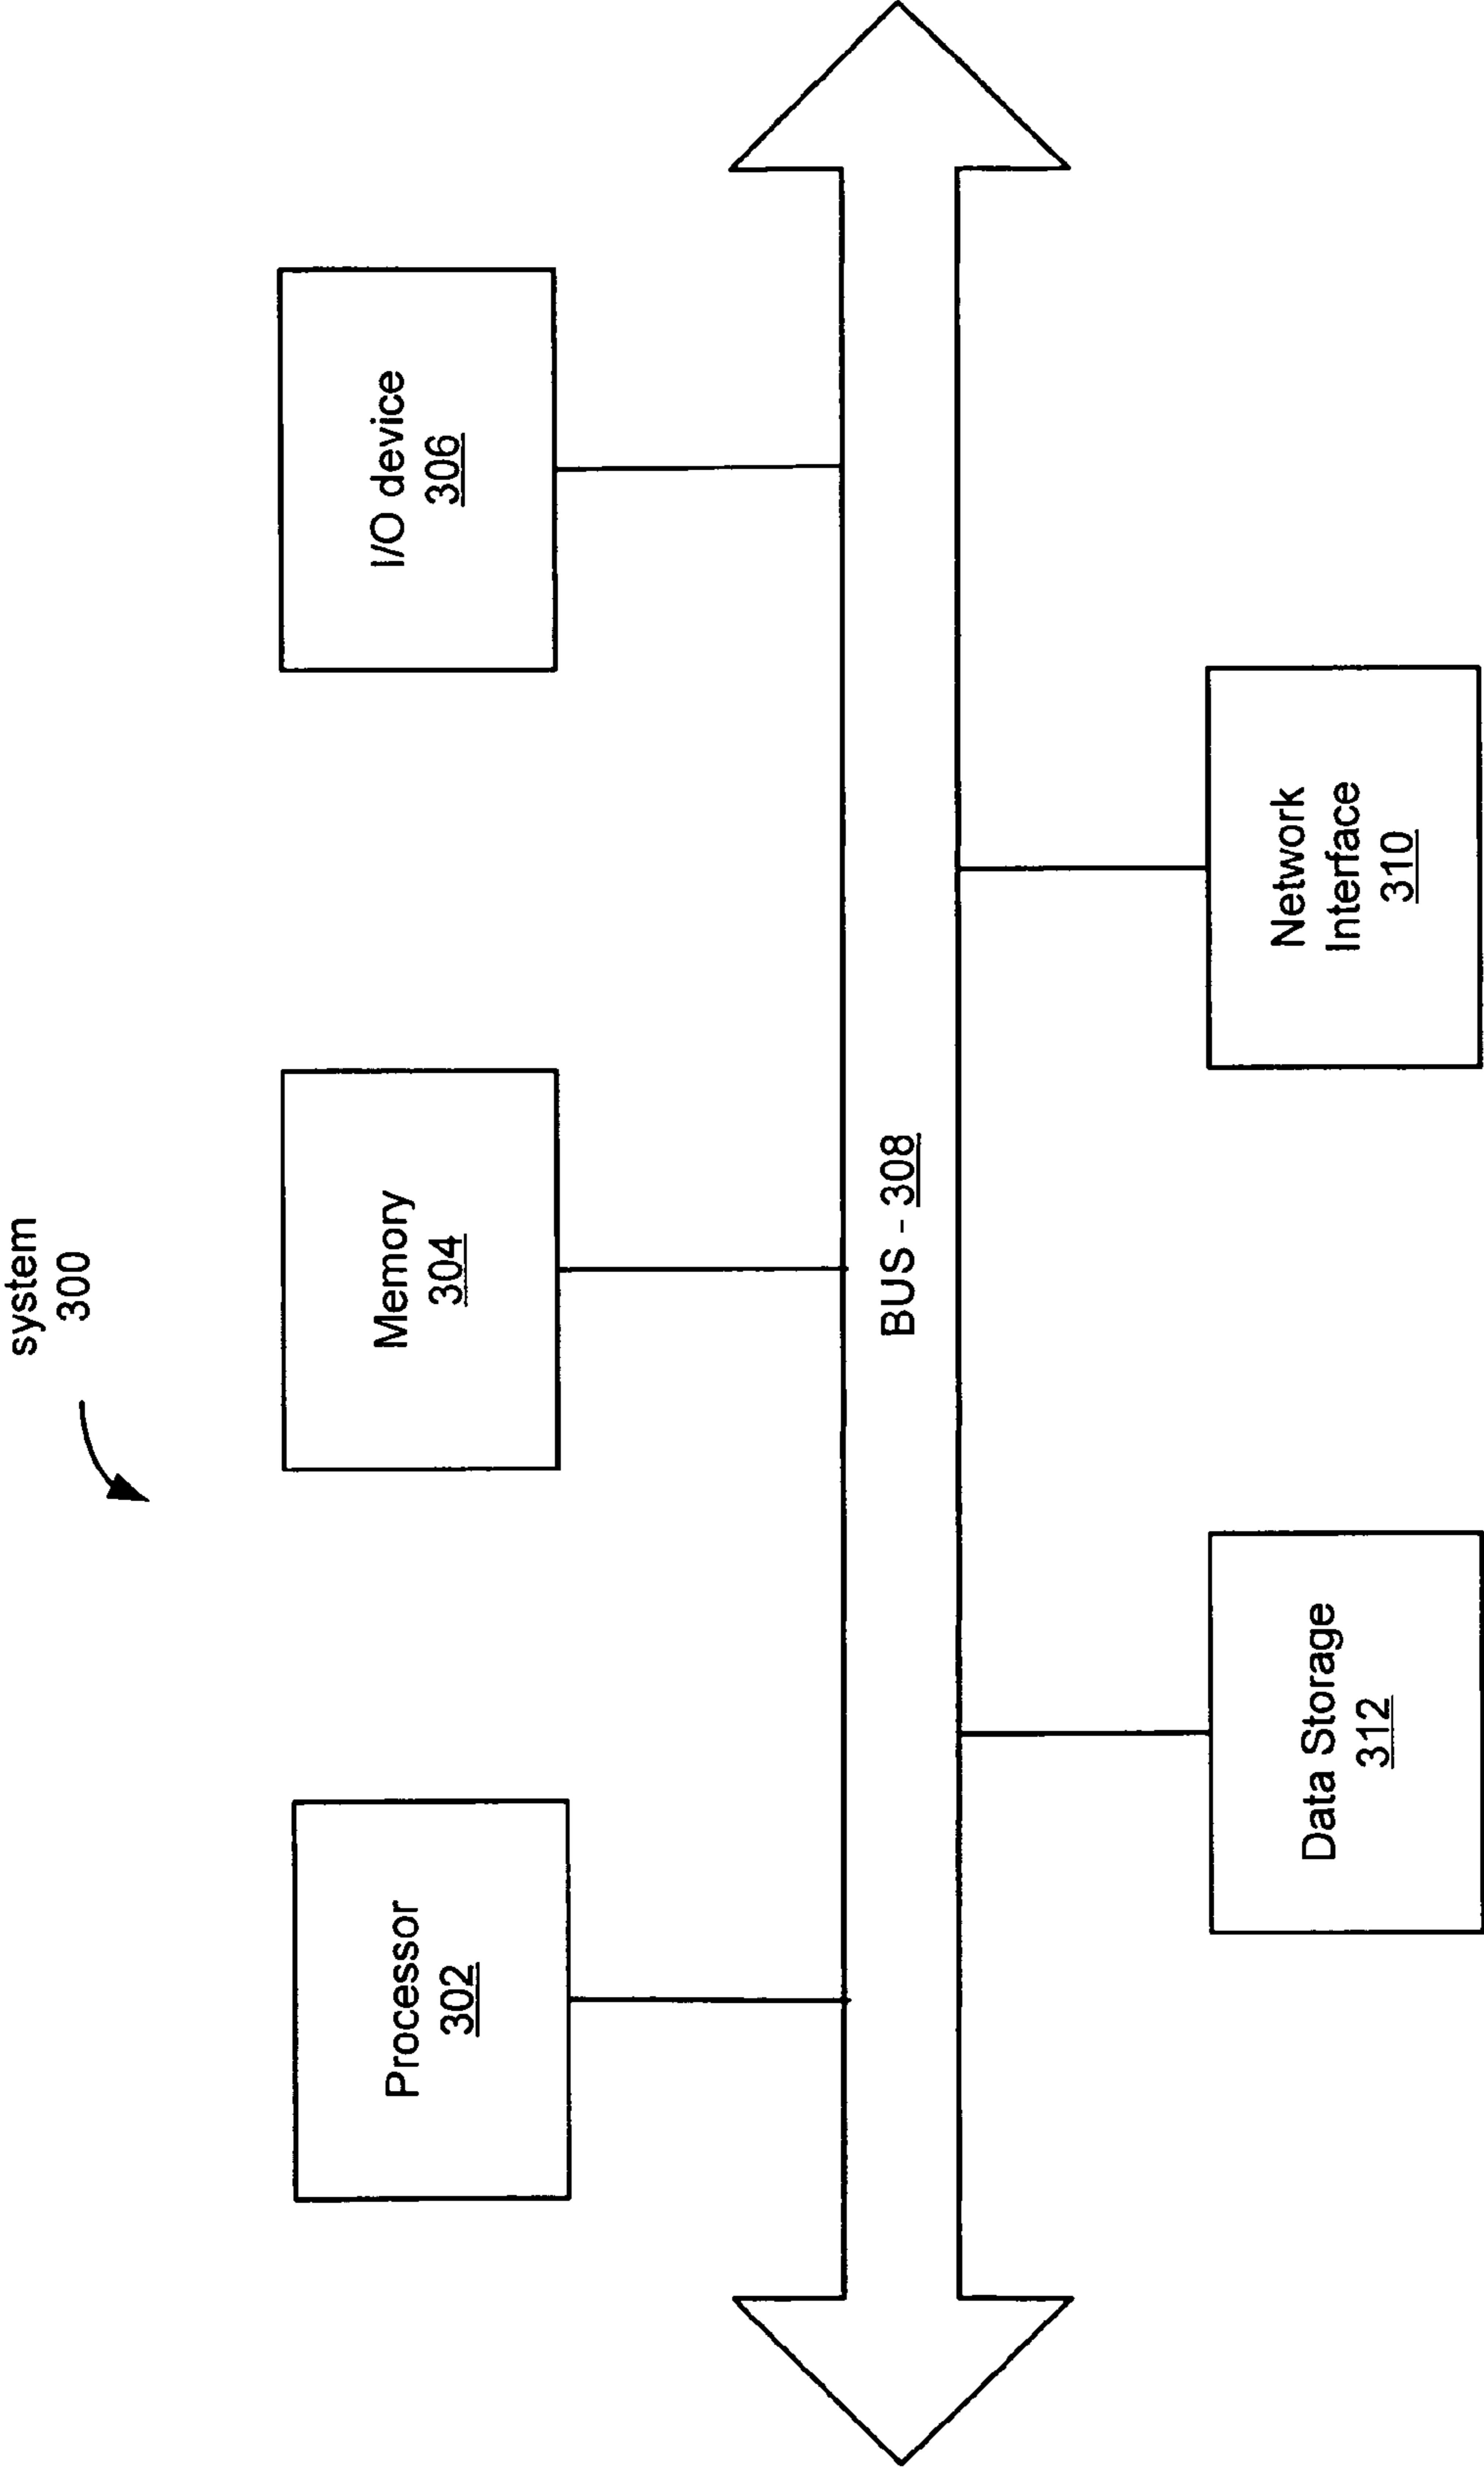 system
300
Processor
302
Memory
304
I/O device
306
BUS - 308
Data Storage
312
Network
Interface
310